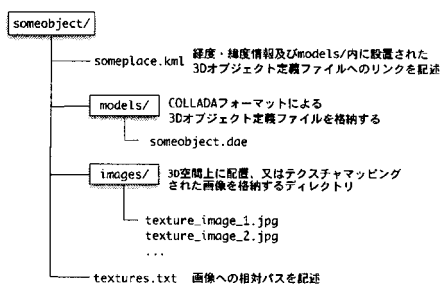 someobject/
someplace.kml 経度・緯度情報及びmodels/内に設置された
3Dオブジェクト定義ファイルへのリンクを記述
models/ COLLADAフォーマットによる
3Dオブジェクト定義ファイルを格納する
someobject.dae
images/ 3D空間上に配置、又はテクスチャマッピング
された画像を格納するディレクトリ
texture_image_1.jpg
texture_image_2.jpg
...
textures.txt 画像への相対パスを記述